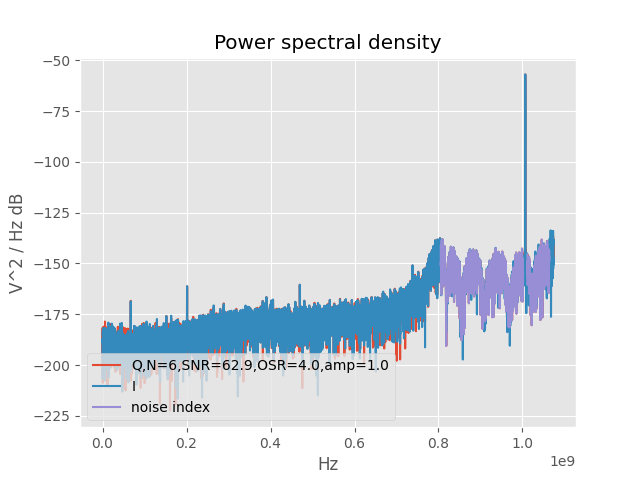 Power spectral density
V^2 / Hz dB
−50
−75
−100
−125
−150
−175
−200
−225
Q,N=6,SNR=62.9,OSR=4.0,amp=1.0
I
noise index
0.0 0.2 0.4 0.6 0.8 1.0
1e9
Hz